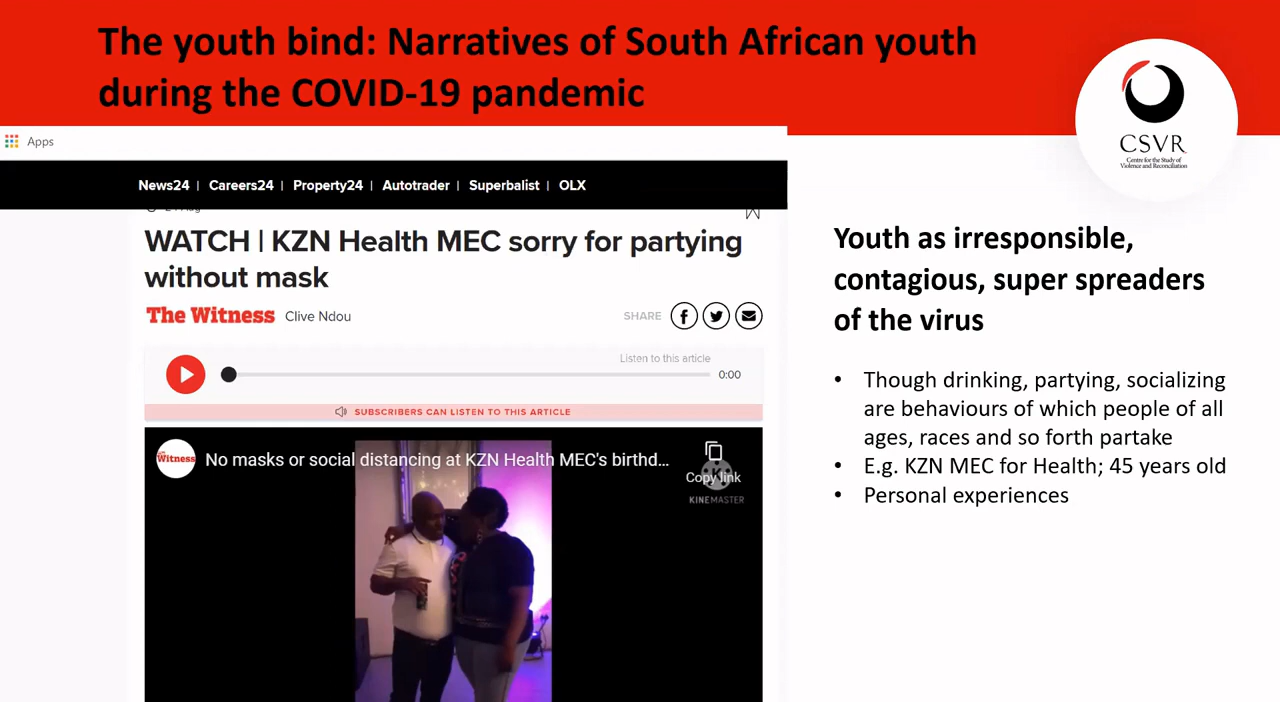 The youth bind: Narratives of South African youth
during the COVID-19 pandemic
CSVR
Centre for the Study of
Violence and Reconciliation
Apps
News24 | Careers24 | Property24 | Autotrader | Superbalist | OLX
WATCH | KZN Health MEC sorry for partying
without mask
The Witness Clive Ndou
SHARE
Listen to this article
0:00
SUBSCRIBERS CAN LISTEN TO THIS ARTICLE
Witness
No masks or social distancing at KZN Health MEC's birthd...
Copy link
KINEMASTER
Youth as irresponsible,
contagious, super spreaders
of the virus
• Though drinking, partying, socializing
are behaviours of which people of all
ages, races and so forth partake
• E.g. KZN MEC for Health; 45 years old
• Personal experiences